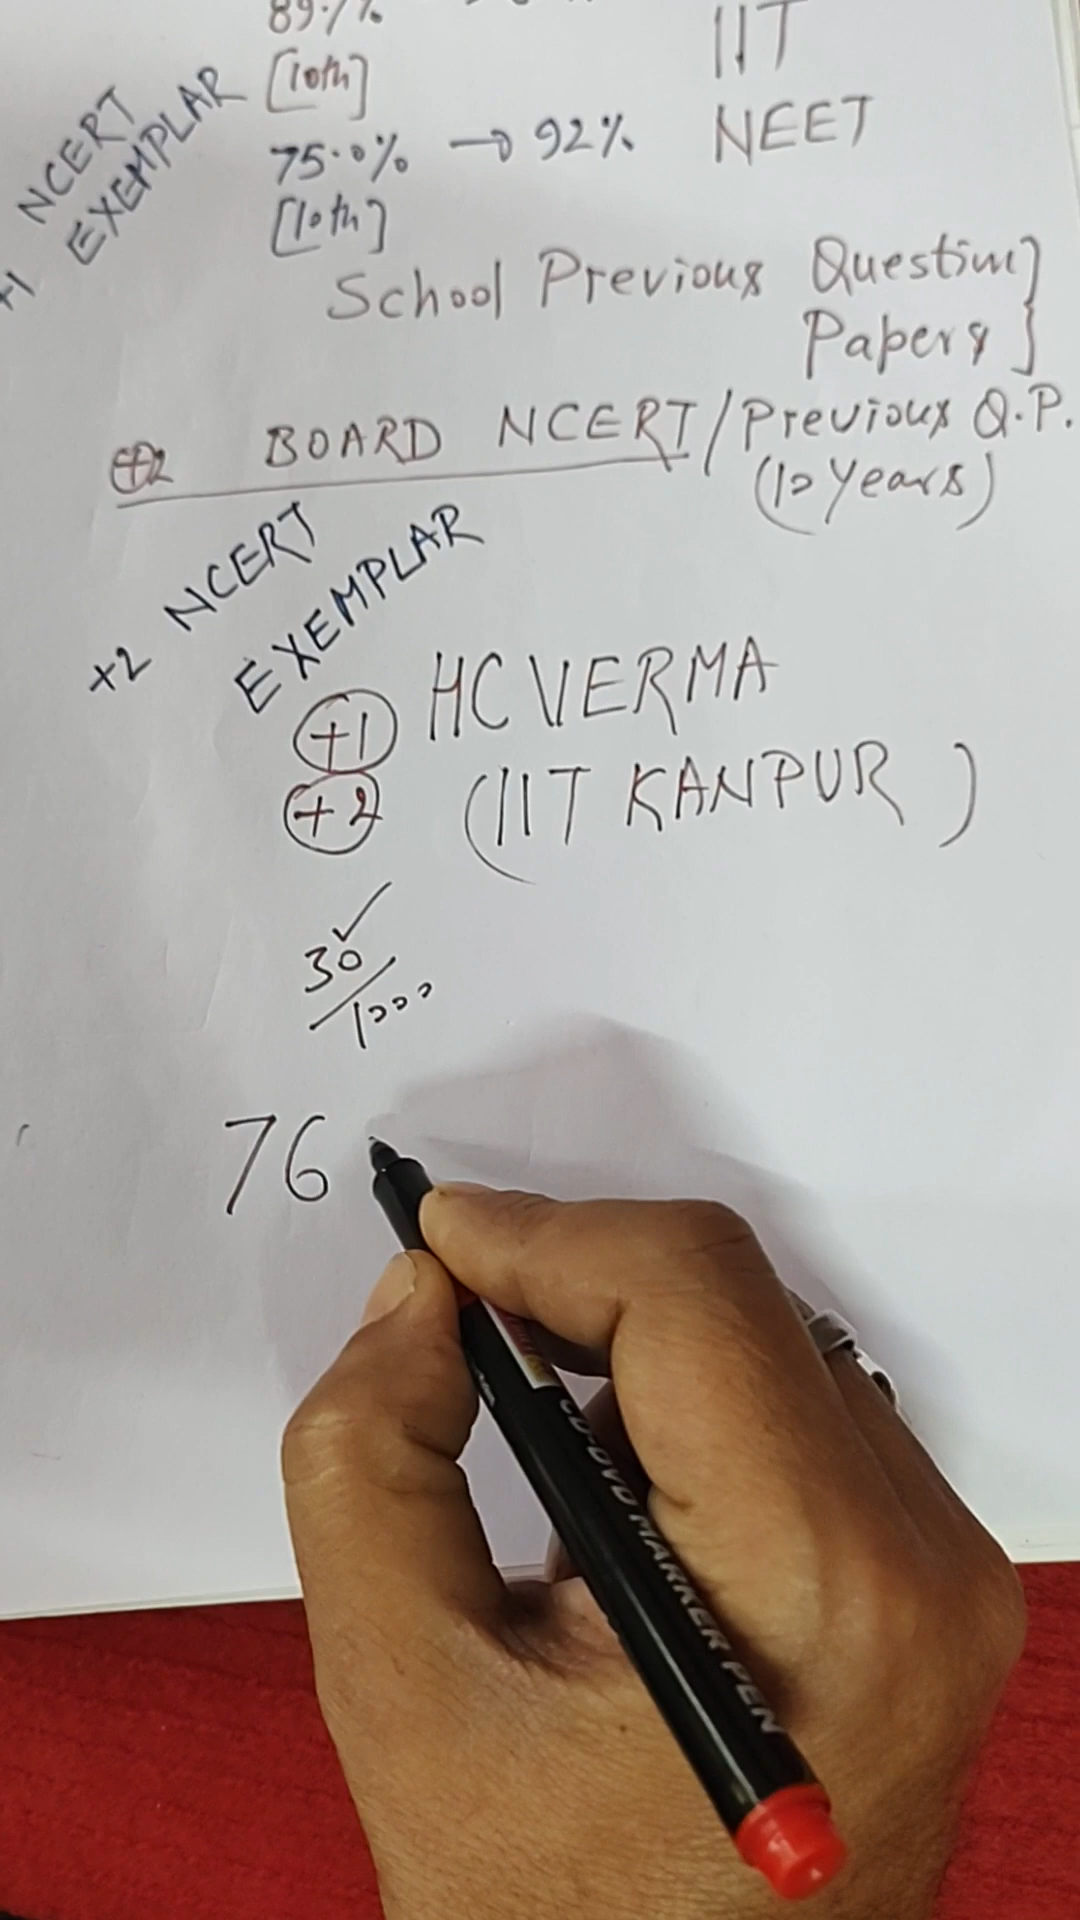 89.7%
[10th]
IIT
75.0% → 92%
NEET
[10th]
NCERT
EXEMPLAR
+1
School Previous Question]
Papers]
+2 BOARD NCERT/Previous Q.P.
(10 Years)
+2 NCERT
EXEMPLAR
+1 HC VERMA
+2 (IIT KANPUR)
✓
30/1000
76
CD-DVD MARKER PEN